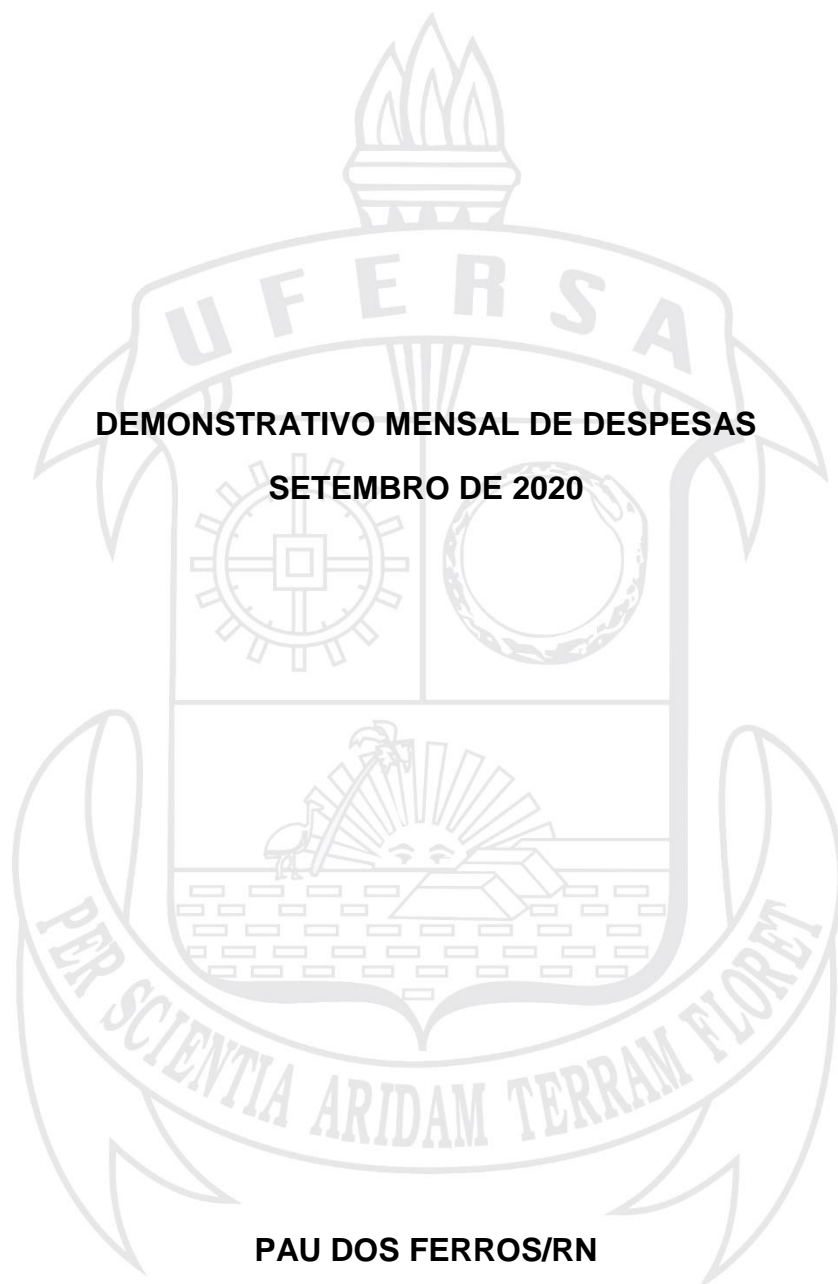 UFERSA
DEMONSTRATIVO MENSAL DE DESPESAS
SETEMBRO DE 2020
PER SCIENTIA ARIDAM TERRAM FLORET
PAU DOS FERROS/RN